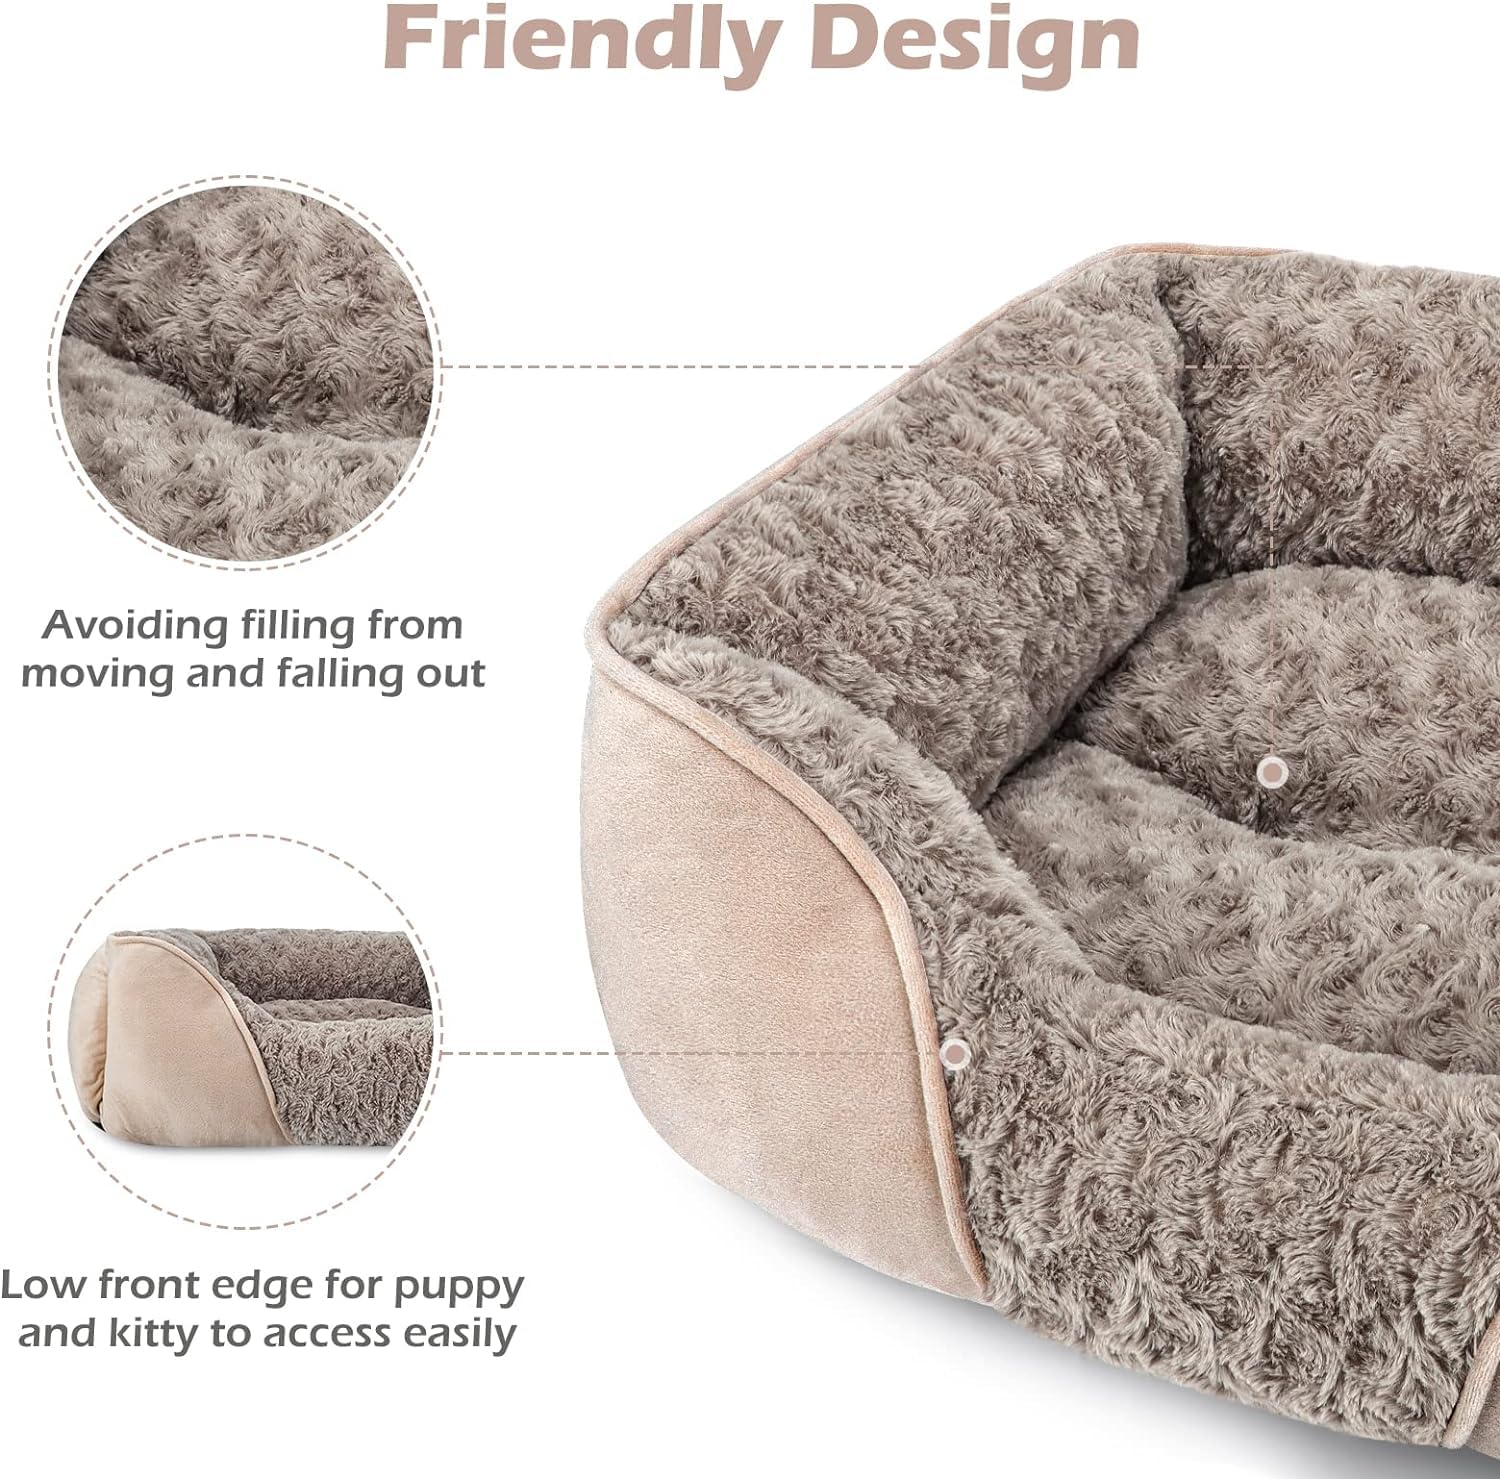 Friendly Design
Avoiding filling from
moving and falling out
Low front edge for puppy
and kitty to access easily